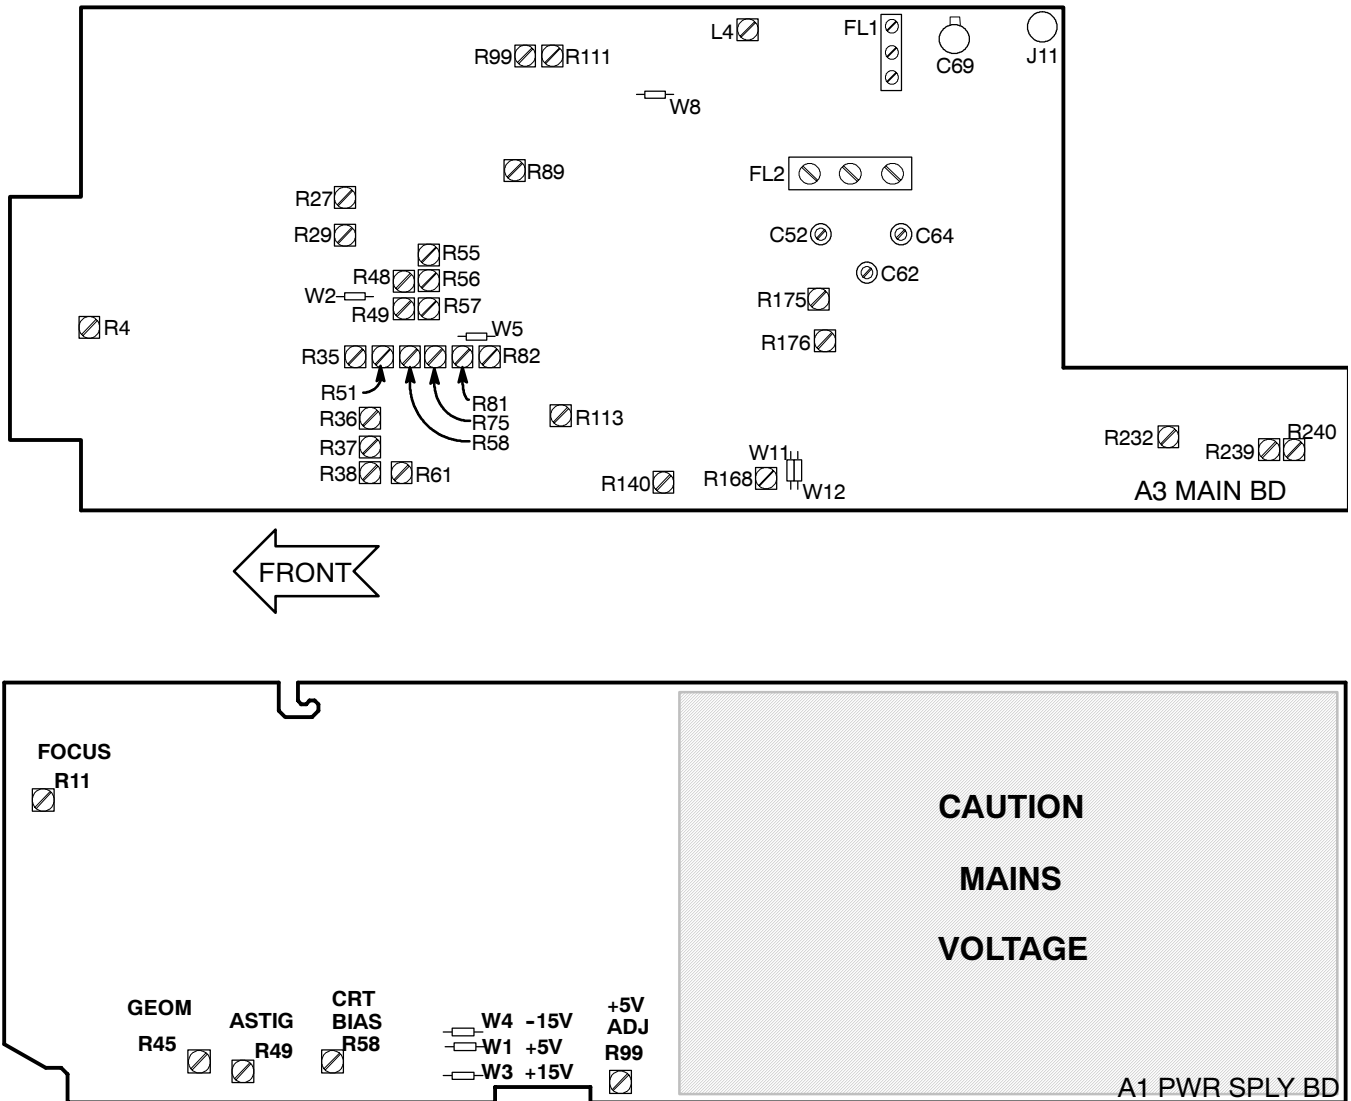 L4
FL1
C69
J11
R99
R111
W8
R89
FL2
R27
R29
C52
C64
R55
C62
R48
R56
W2
R175
R49
R57
R4
W5
R176
R35
R82
R51
R81
R36
R75
R113
R58
R37
R232
R240
R239
R38
R61
W11
R140
R168
W12
A3 MAIN BD
FRONT
FOCUS
R11
CAUTION
MAINS
VOLTAGE
GEOM
R45
ASTIG
R49
CRT
BIAS
R58
W4 -15V
W1 +5V
W3 +15V
+5V
ADJ
R99
A1 PWR SPLY BD